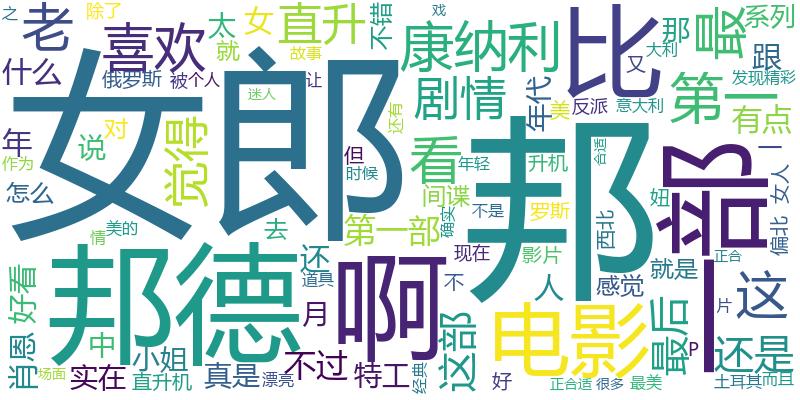 之
除了
女
直升
不错
戏
那
最
系列
老
喜欢
太
就
故事
康纳利
比
又
大利
跟
什么
俄罗斯
被个人
让
剧情
年代
美
反派
意大利
发现精彩
迷人
还有
第一
有点
女郎
邦
部
年
对
觉得
看
但
作为
说
时候
年轻
升机
合适
一
女人
怎么
间谍
妞
情
美的
去
第一部
确实
不是
罗斯
西北
偏北
邦德
还
啊
现在
影片
正合
好看
道具
不
人
感觉
就是
这
月
中
电影
片
肖恩
小姐
不过
这部
最后
P
还是
场面
实在
直升机
真是
漂亮
特工
经典
好
正合适
很多
最美
土耳其
而且